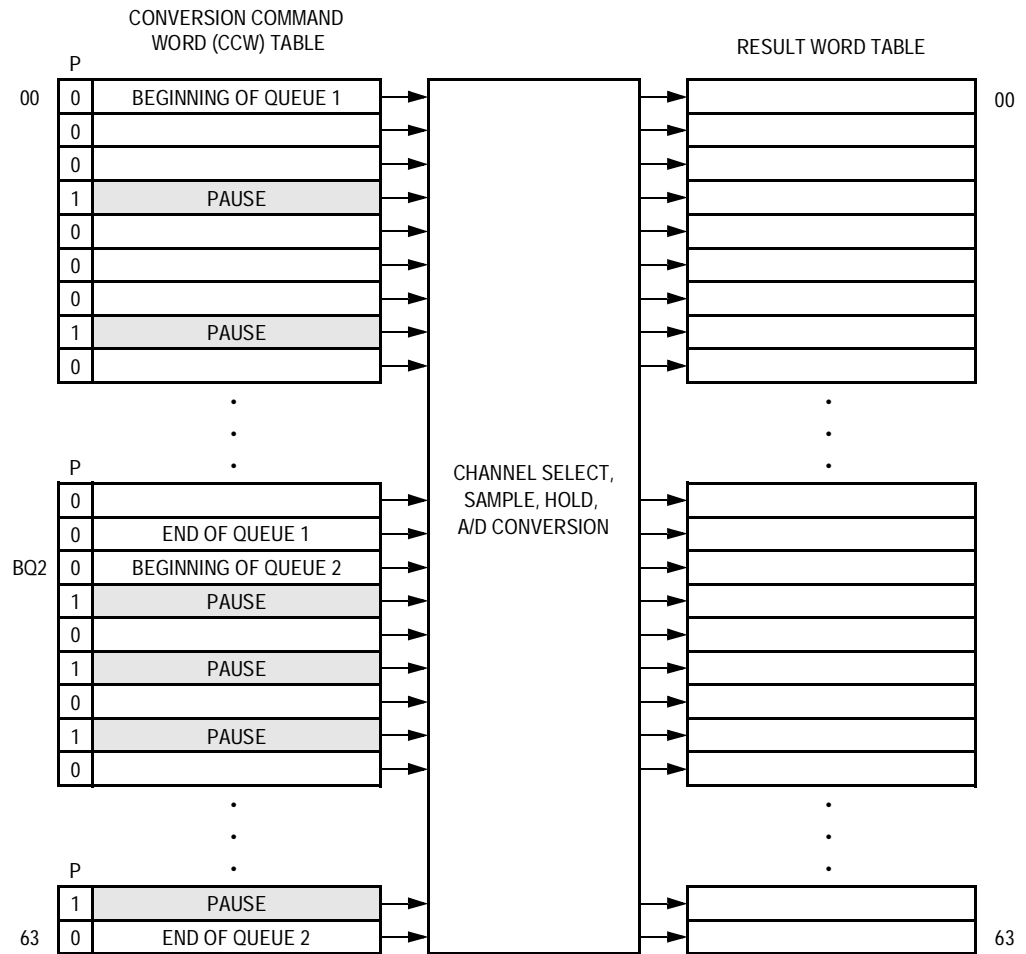 CONVERSION COMMAND
WORD (CCW) TABLE
RESULT WORD TABLE
P
00 0 BEGINNING OF QUEUE 1 00
0
0
1 PAUSE
0
0
0
1 PAUSE
0
P
CHANNEL SELECT,
SAMPLE, HOLD,
A/D CONVERSION
0
0 END OF QUEUE 1
BQ2 0 BEGINNING OF QUEUE 2
1 PAUSE
0
1 PAUSE
0
1 PAUSE
0
P
1 PAUSE
63 0 END OF QUEUE 2 63